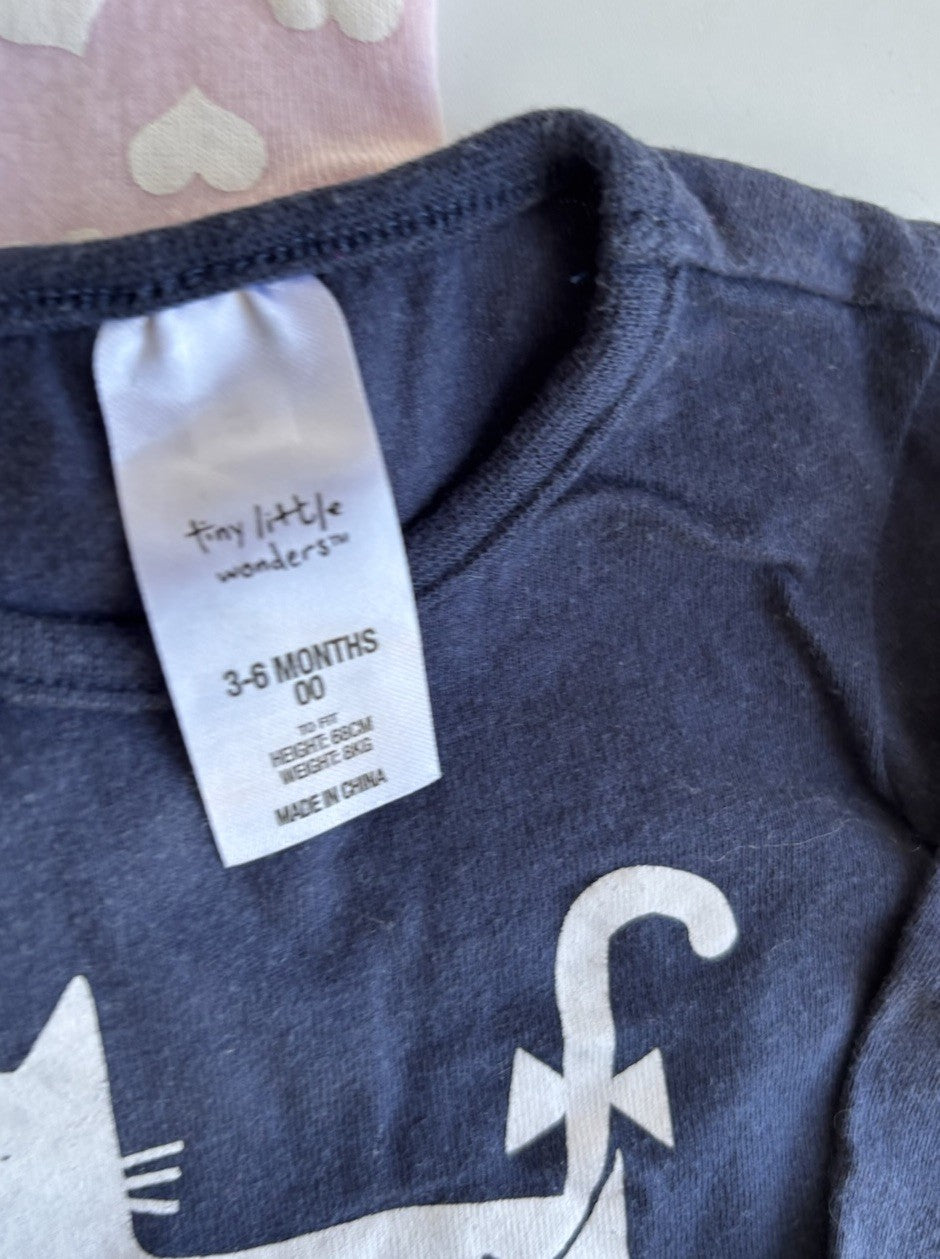 tiny little
wonders™
3-6 MONTHS
00
TO FIT
HEIGHT: 68CM
WEIGHT: 8KG
MADE IN CHINA